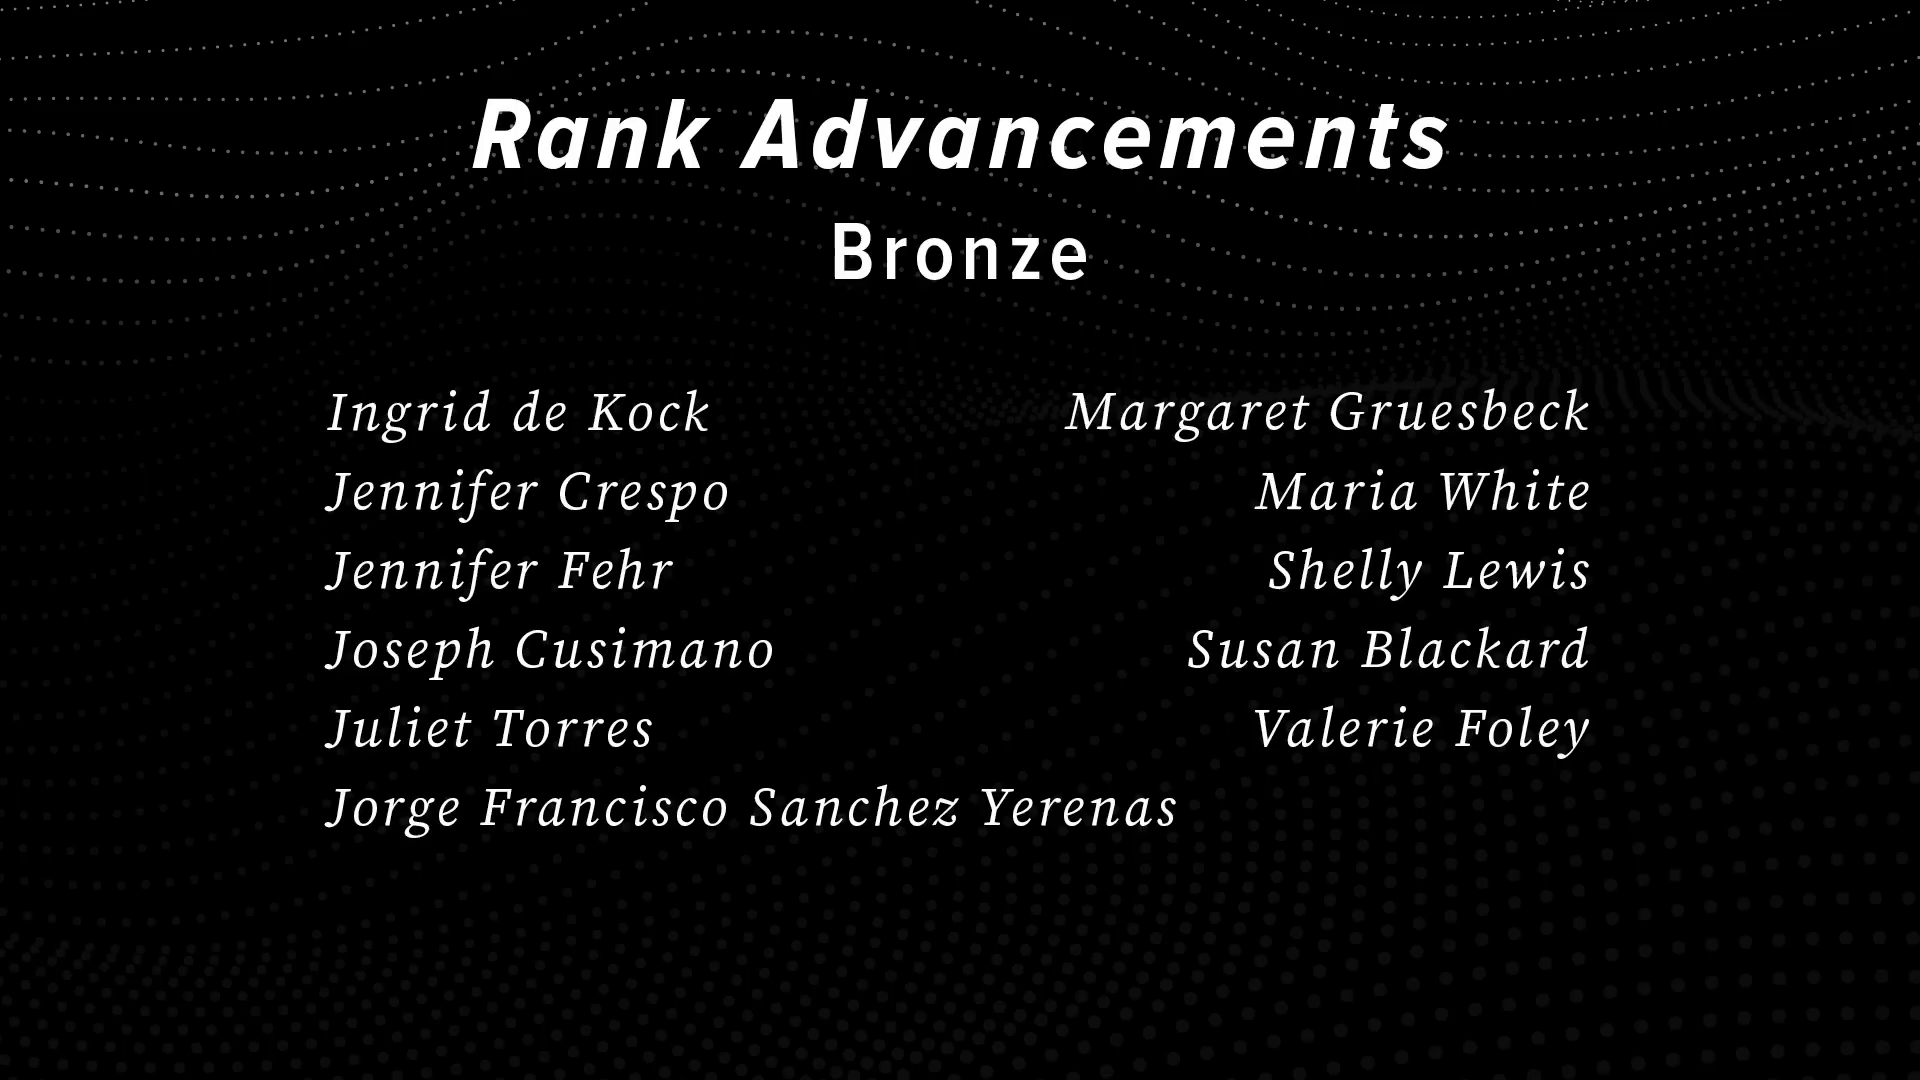 Rank Advancements
Bronze
Ingrid de Kock
Jennifer Crespo
Jennifer Fehr
Joseph Cusimano
Juliet Torres
Jorge Francisco Sanchez Yerenas
Margaret Gruesbeck
Maria White
Shelly Lewis
Susan Blackard
Valerie Foley